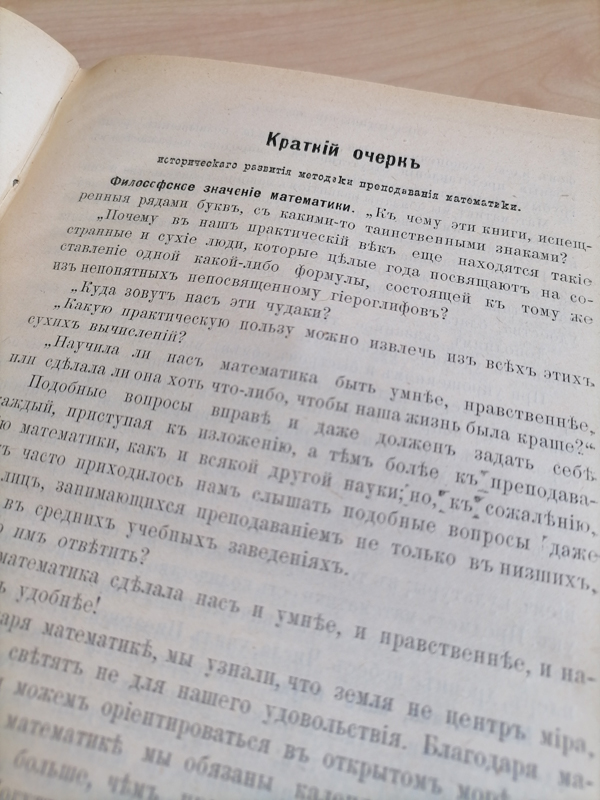 Краткій очеркъ
историческаго развитія методики преподаванія математики.
Философское значеніе математики. „Къ чему эти книги, испещ-
ренныя рядами буквъ, съ какими-то таинственными знаками?
„Почему въ нашъ практическій вѣкъ еще находятся такіе
странные и сухіе люди, которые цѣлые года посвящаютъ на со-
ставленіе одной какой-либо формулы, состоящей къ тому же
изъ непонятныхъ непосвященному гіероглифовъ?
„Куда зовутъ насъ эти чудаки?
„Какую практическую пользу можно извлечь изъ всѣхъ этихъ
сухихъ вычисленій?
„Научила ли насъ математика быть умнѣе, нравственнѣе,
или сдѣлала ли она хоть что-либо, чтобы наша жизнь была краше?“
Подобные вопросы вправѣ и даже долженъ задать себѣ
каждый, приступая къ изложенію, а тѣмъ болѣе къ преподава-
ю математики, какъ и всякой другой науки; но, къ сожалѣнію,
къ часто приходилось намъ слышать подобные вопросы даже
лицъ, занимающихся преподаваніемъ не только въ низшихъ,
въ среднихъ учебныхъ заведеніяхъ.
о имъ отвѣтить?
математика сдѣлала насъ и умнѣе, и нравственнѣе, и на-
ъ удобнѣе!
даря математикѣ, мы узнали, что земля не центръ міра,
свѣтятъ не для нашего удовольствія. Благодаря ма-
можемъ оріентироваться въ открытомъ морѣ
математикѣ мы обязаны
больше, чѣмъ